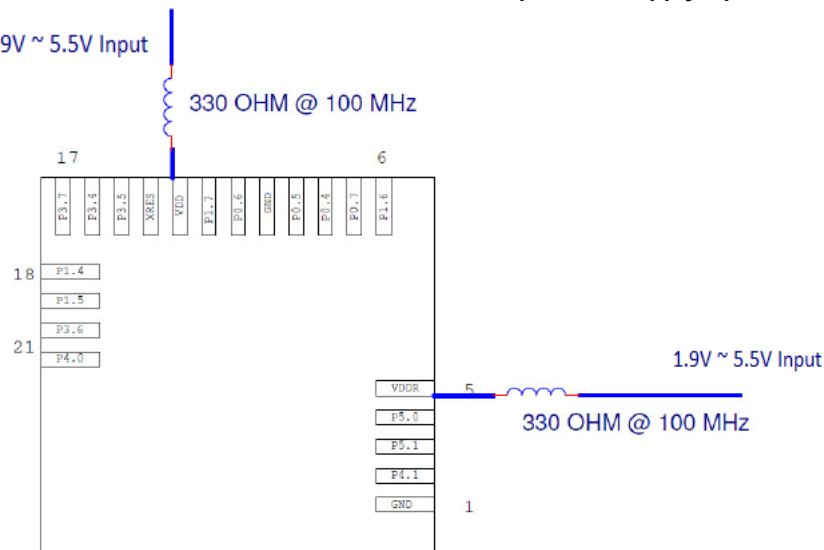 9V ~ 5.5V Input
330 OHM @ 100 MHz
17
6
P3.7
P3.4
P3.5
XRES
VDD
P1.7
P0.6
GND
P0.5
P0.4
P0.7
P1.6
18
P1.4
P1.5
P3.6
21
P4.0
1.9V ~ 5.5V Input
VDDR
5
P5.0
330 OHM @ 100 MHz
P5.1
P4.1
GND
1